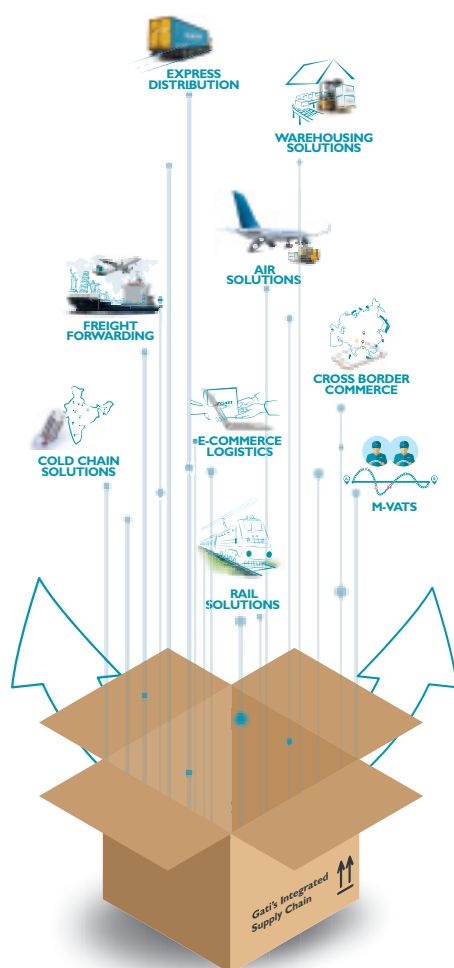 EXPRESS
DISTRIBUTION
WAREHOUSING
SOLUTIONS
AIR
SOLUTIONS
FREIGHT
FORWARDING
CROSS BORDER
COMMERCE
E-COMMERCE
LOGISTICS
COLD CHAIN
SOLUTIONS
M-VATS
RAIL
SOLUTIONS
Gati's Integrated
Supply Chain